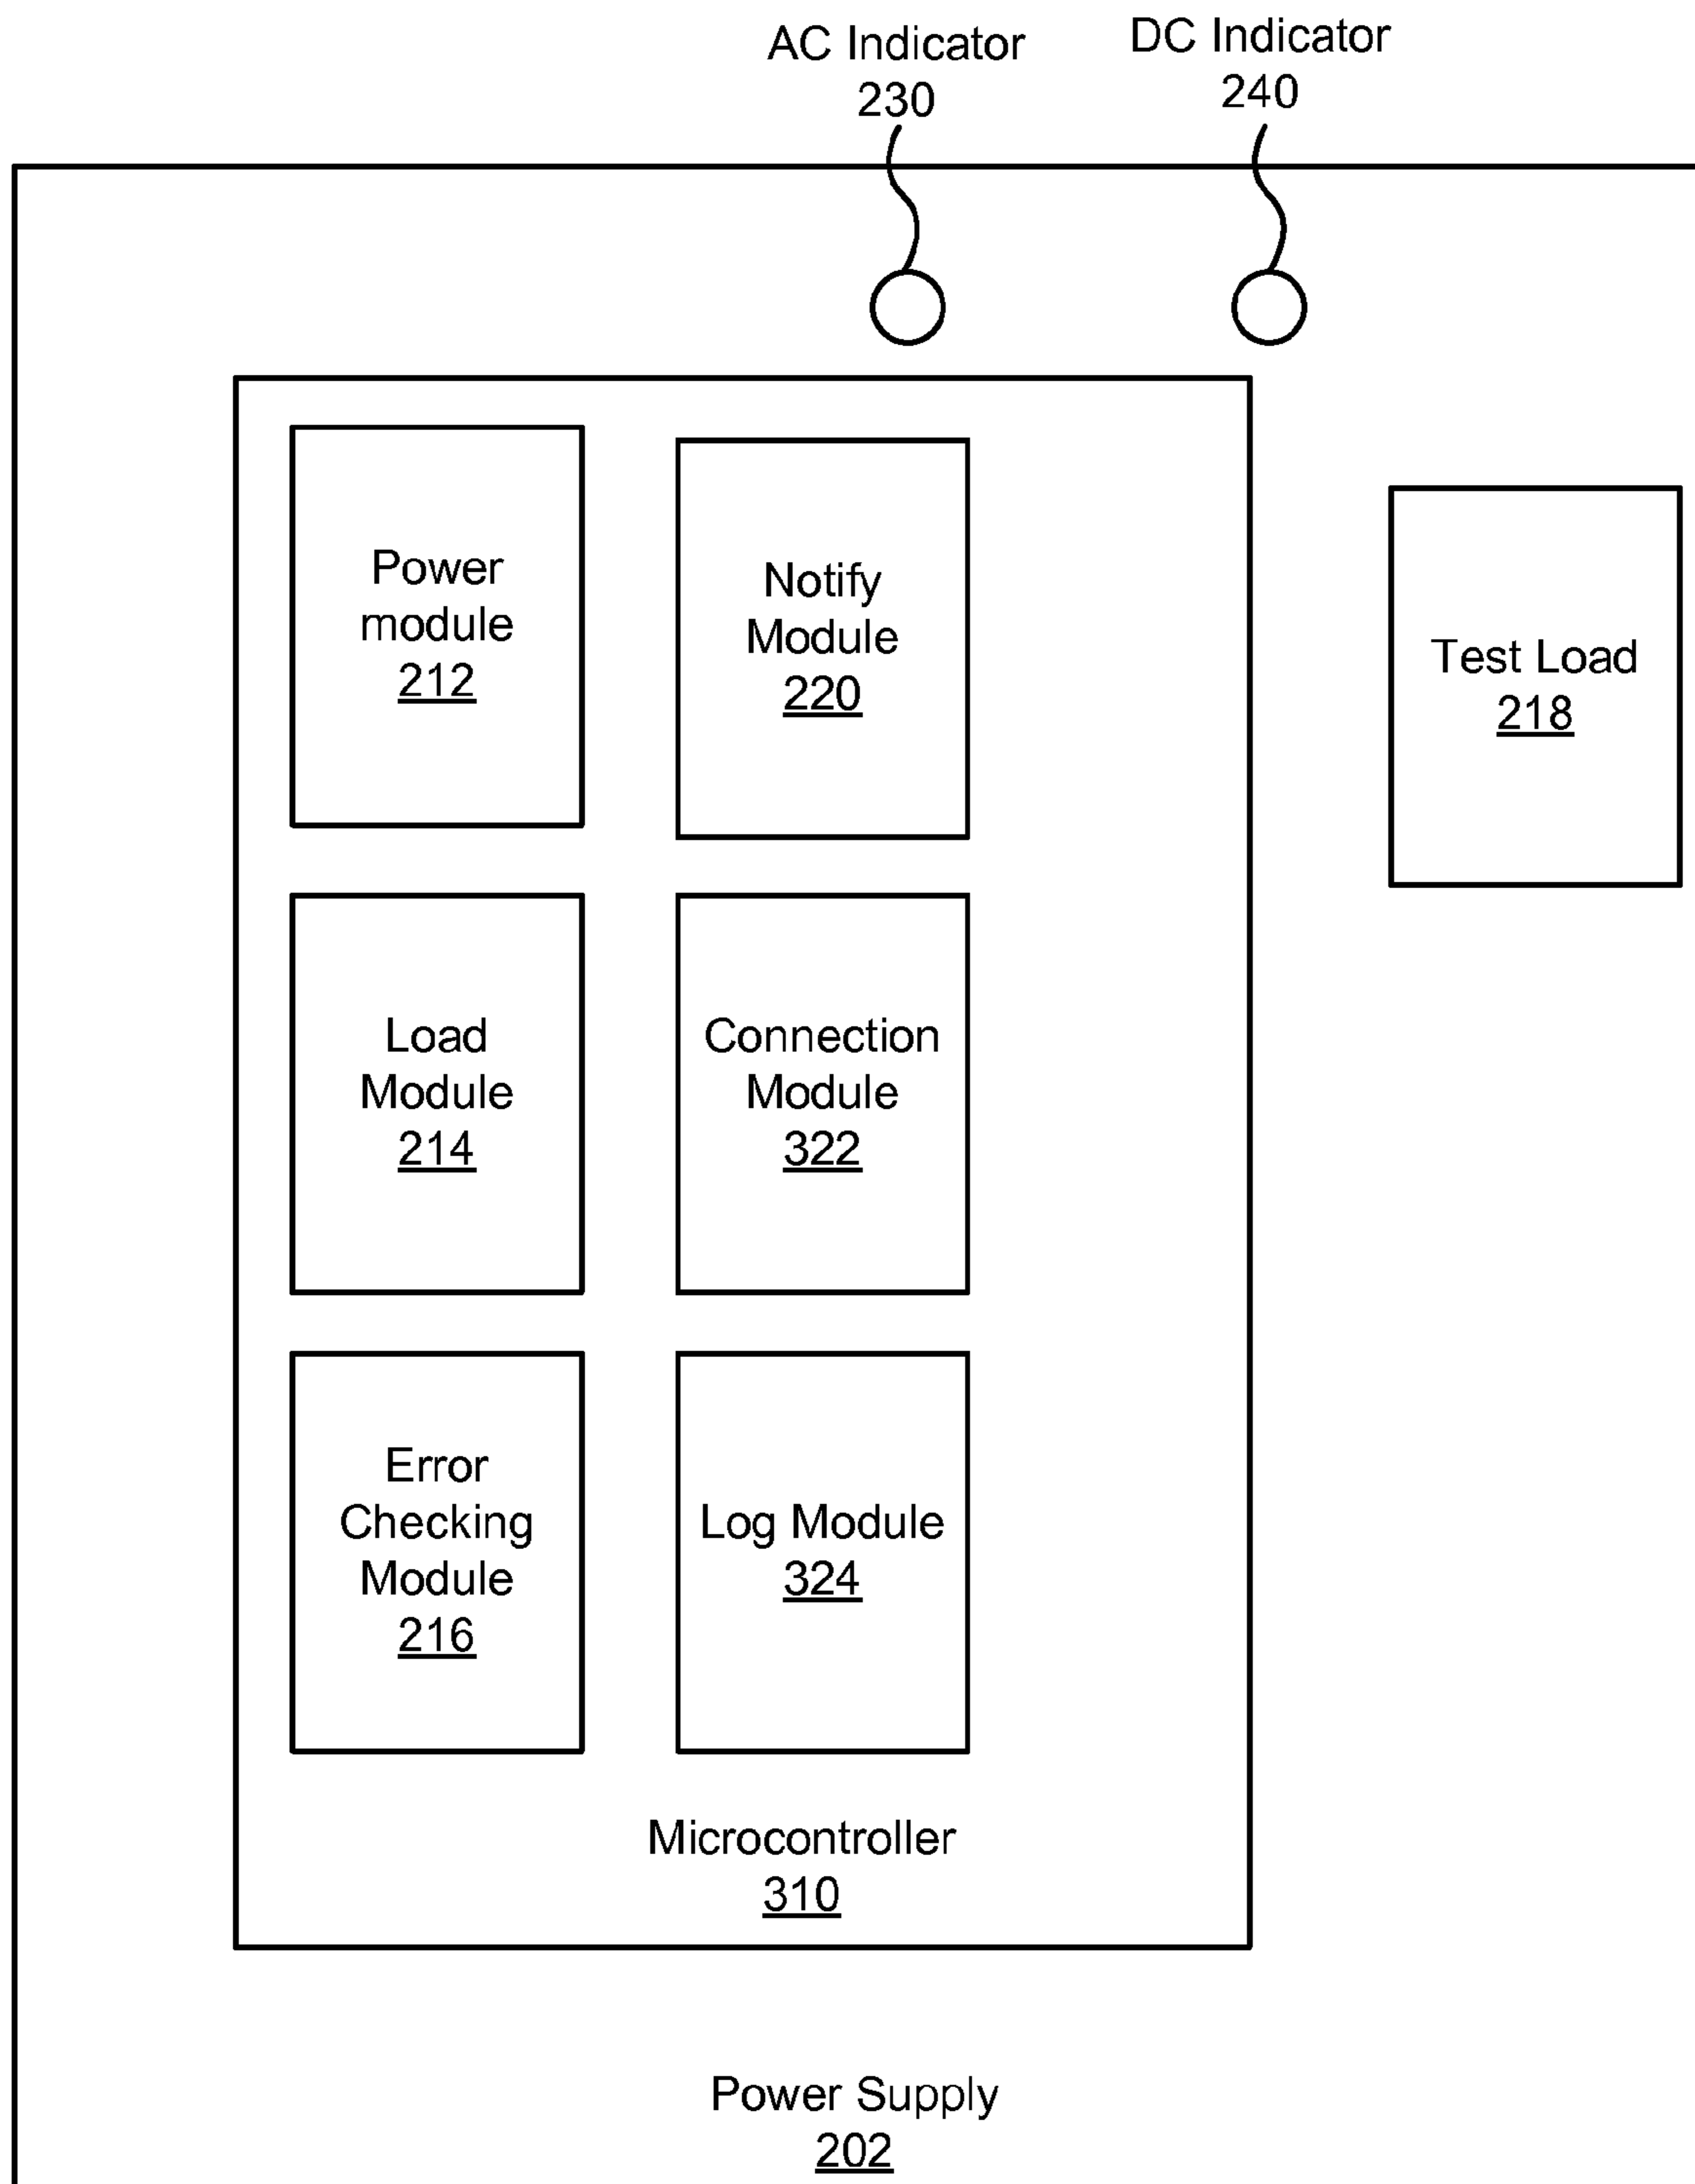 AC Indicator
230
DC Indicator
240
Power
module
212
Notify
Module
220
Test Load
218
Load
Module
214
Connection
Module
322
Error
Checking
Module
216
Log Module
324
Microcontroller
310
Power Supply
202